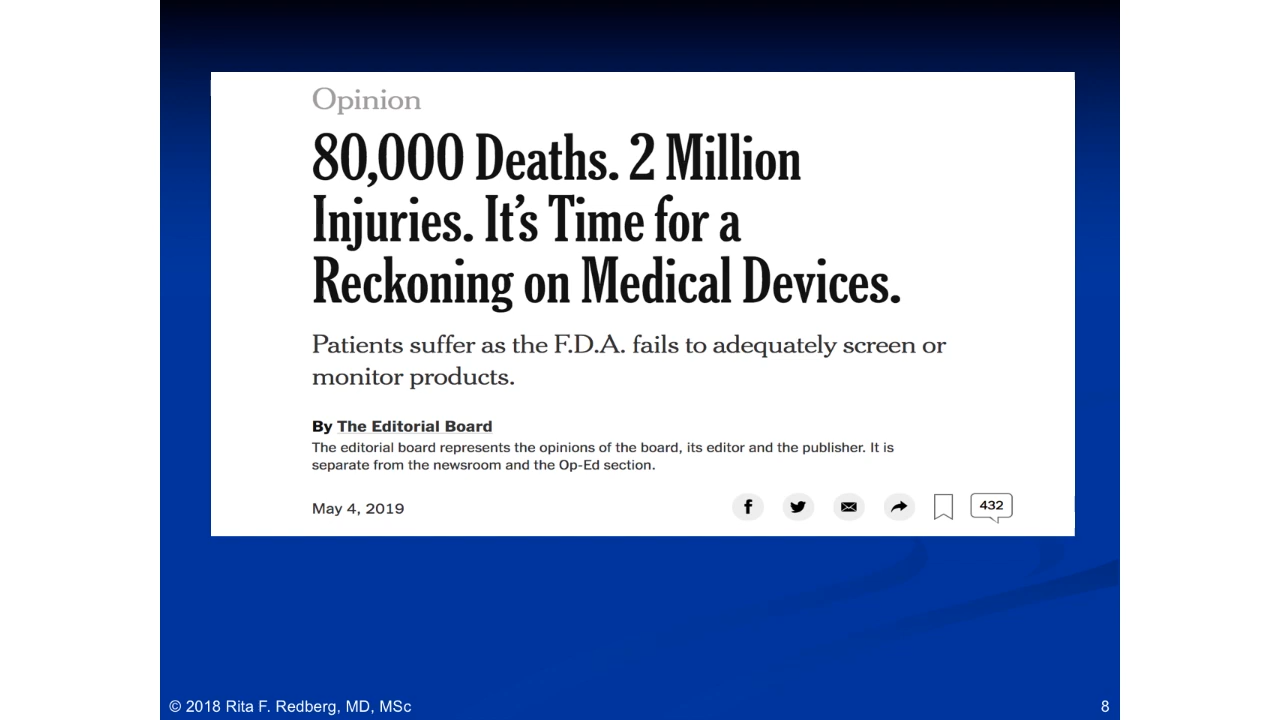 Opinion
80,000 Deaths. 2 Million
Injuries. It’s Time for a
Reckoning on Medical Devices.
Patients suffer as the F.D.A. fails to adequately screen or
monitor products.
By The Editorial Board
The editorial board represents the opinions of the board, its editor and the publisher. It is
separate from the newsroom and the Op-Ed section.
May 4, 2019
432
© 2018 Rita F. Redberg, MD, MSc
8